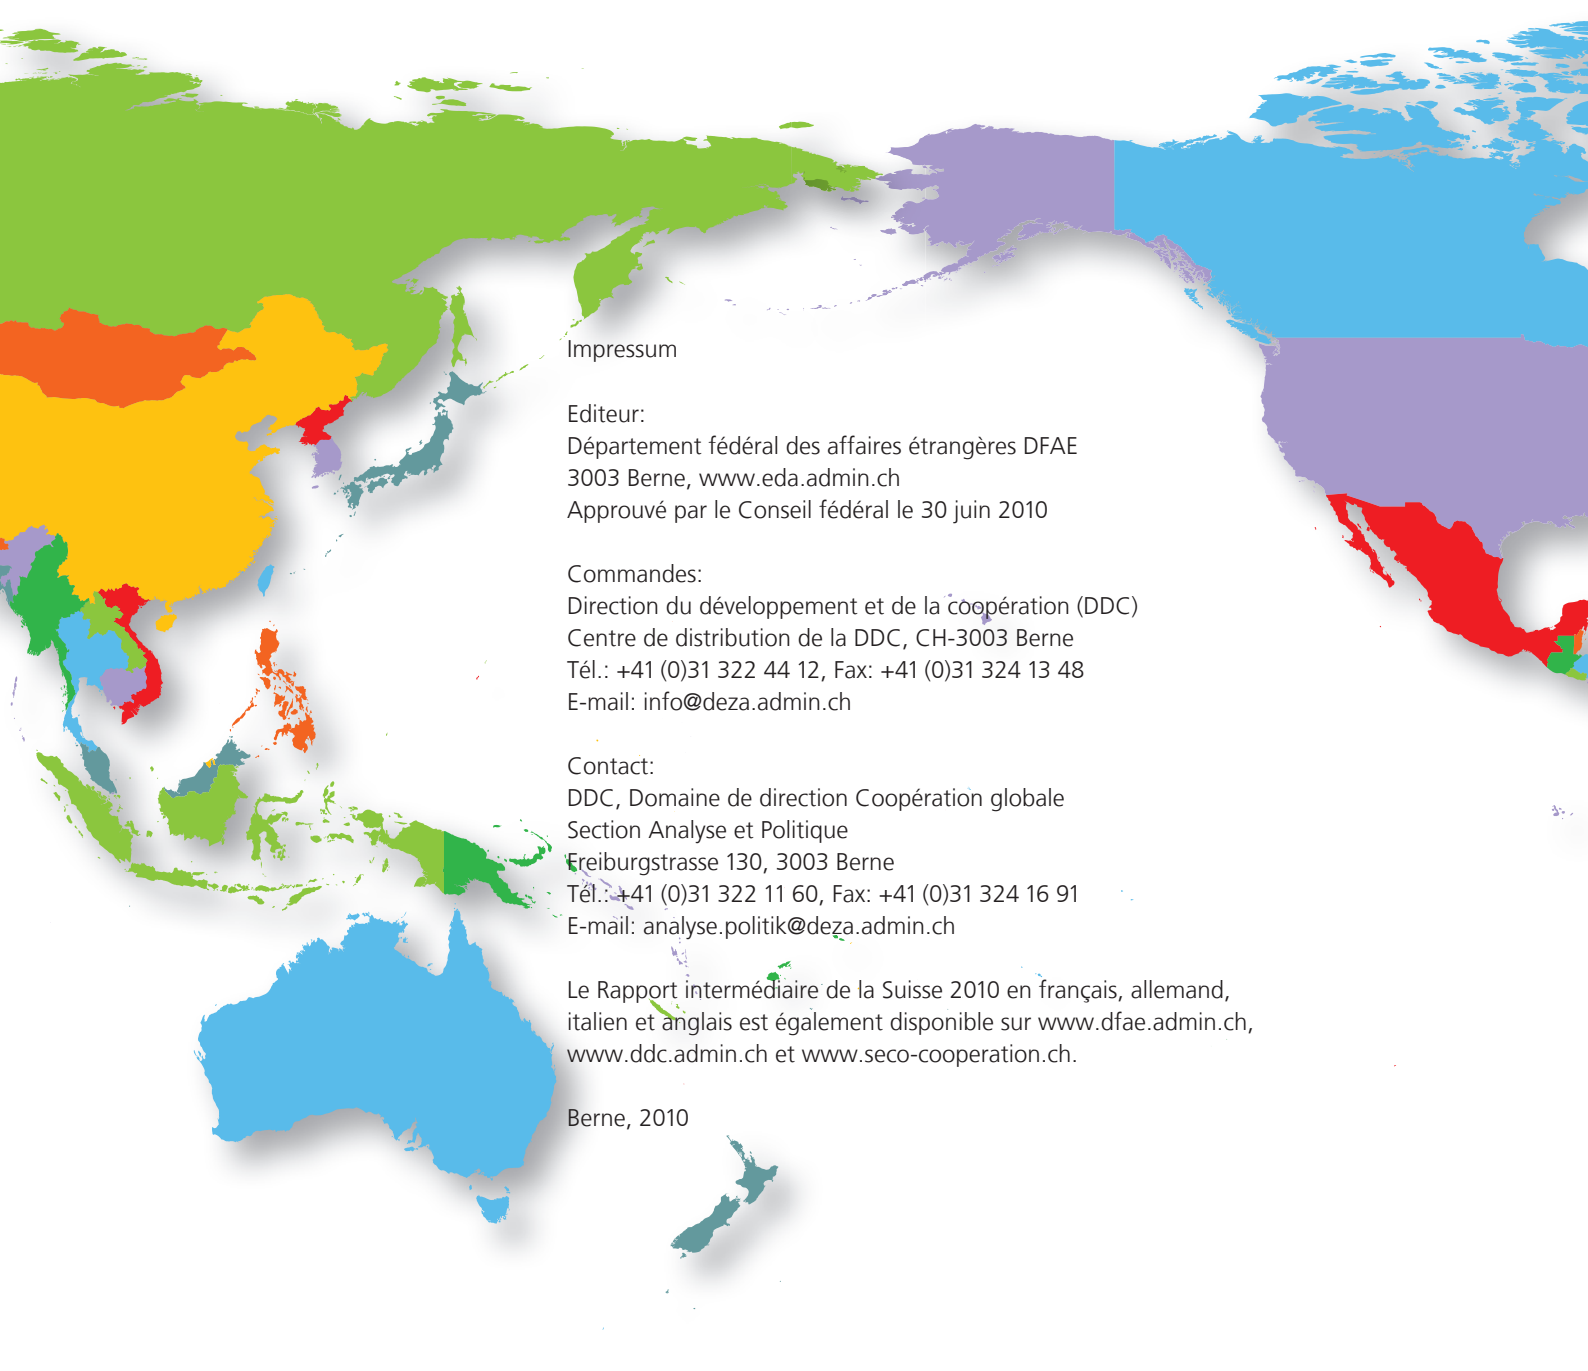 Impressum
Editeur:
Département fédéral des affaires étrangères DFAE
3003 Berne, www.eda.admin.ch
Approuvé par le Conseil fédéral le 30 juin 2010
Commandes:
Direction du développement et de la coopération (DDC)
Centre de distribution de la DDC, CH-3003 Berne
Tél.: +41 (0)31 322 44 12, Fax: +41 (0)31 324 13 48
E-mail: info@deza.admin.ch
Contact:
DDC, Domaine de direction Coopération globale
Section Analyse et Politique
Freiburgstrasse 130, 3003 Berne
Tél.: +41 (0)31 322 11 60, Fax: +41 (0)31 324 16 91
E-mail: analyse.politik@deza.admin.ch
Le Rapport intermédiaire de la Suisse 2010 en français, allemand,
italien et anglais est également disponible sur www.dfae.admin.ch,
www.ddc.admin.ch et www.seco-cooperation.ch.
Berne, 2010